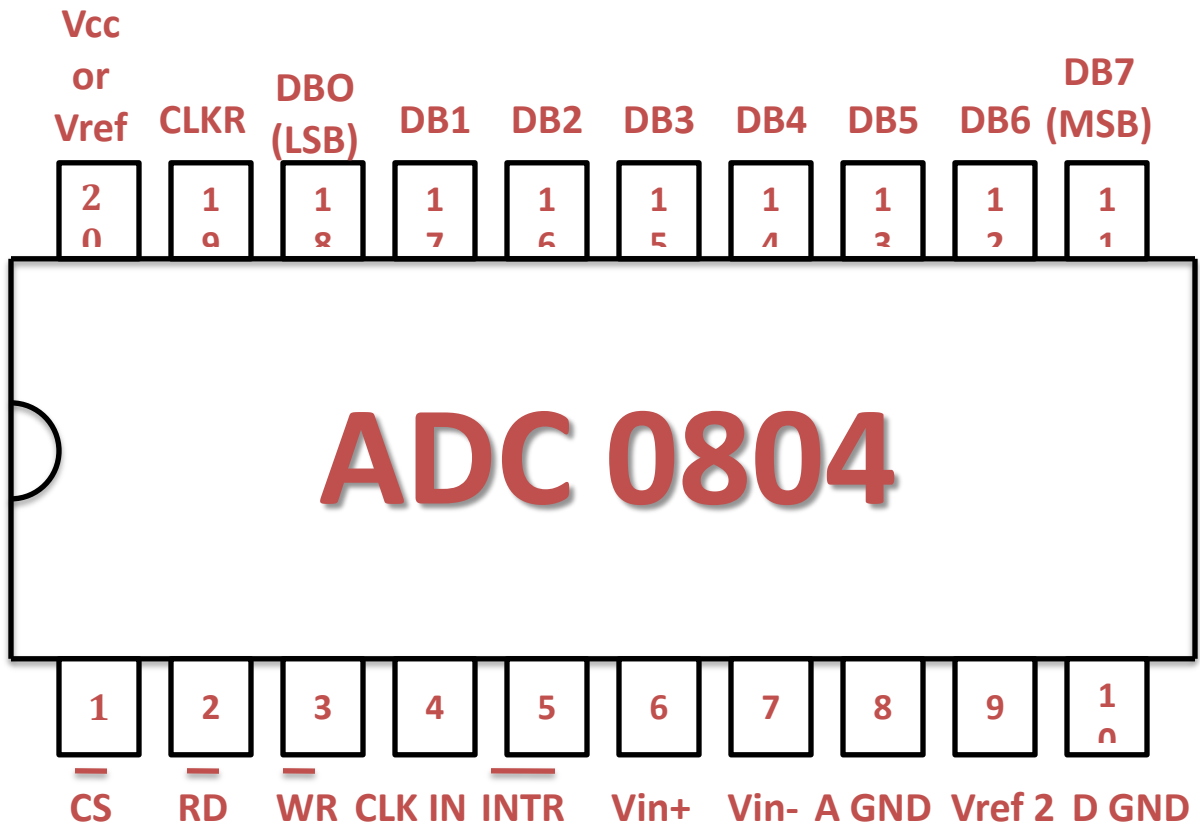 Vcc
or
Vref
CLKR
DBO
(LSB)
DB1
DB2
DB3
DB4
DB5
DB6
DB7
(MSB)
20
19
18
17
16
15
14
13
12
11
ADC 0804
1
2
3
4
5
6
7
8
9
10
CS
RD
WR
CLK IN
INTR
Vin+
Vin-
A GND
Vref 2
D GND